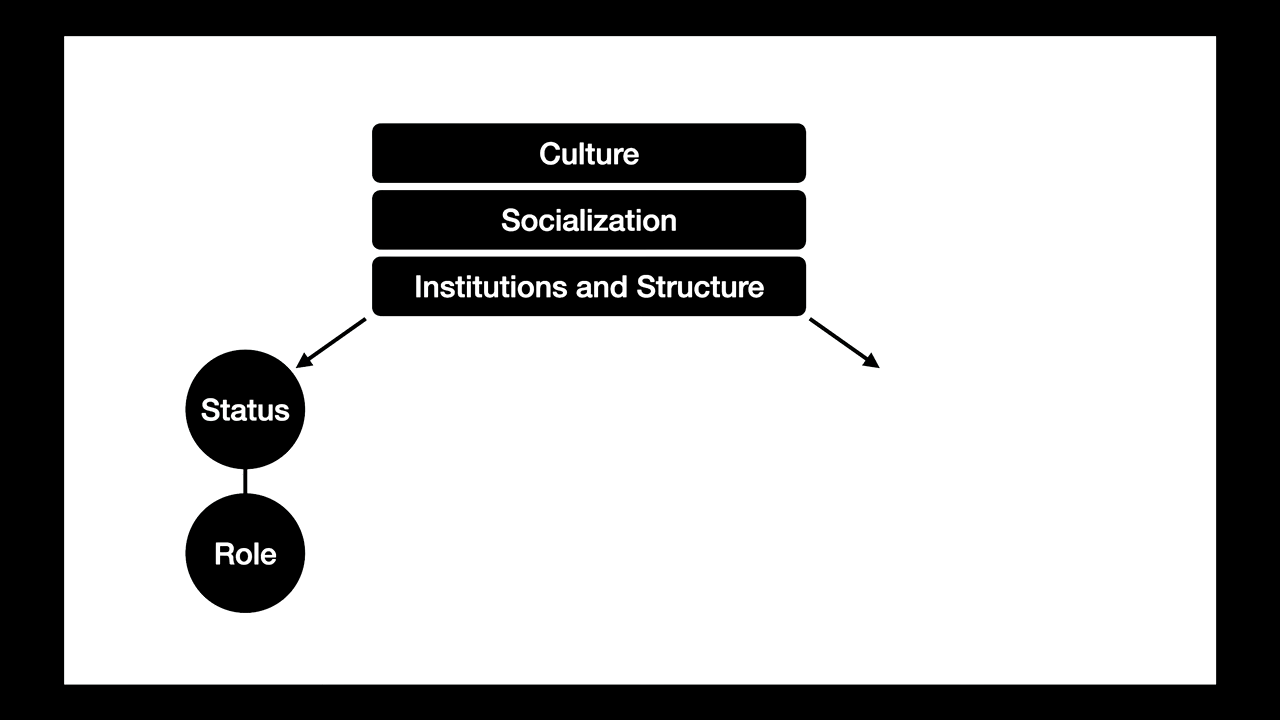 Culture
Socialization
Institutions and Structure
Status
Role